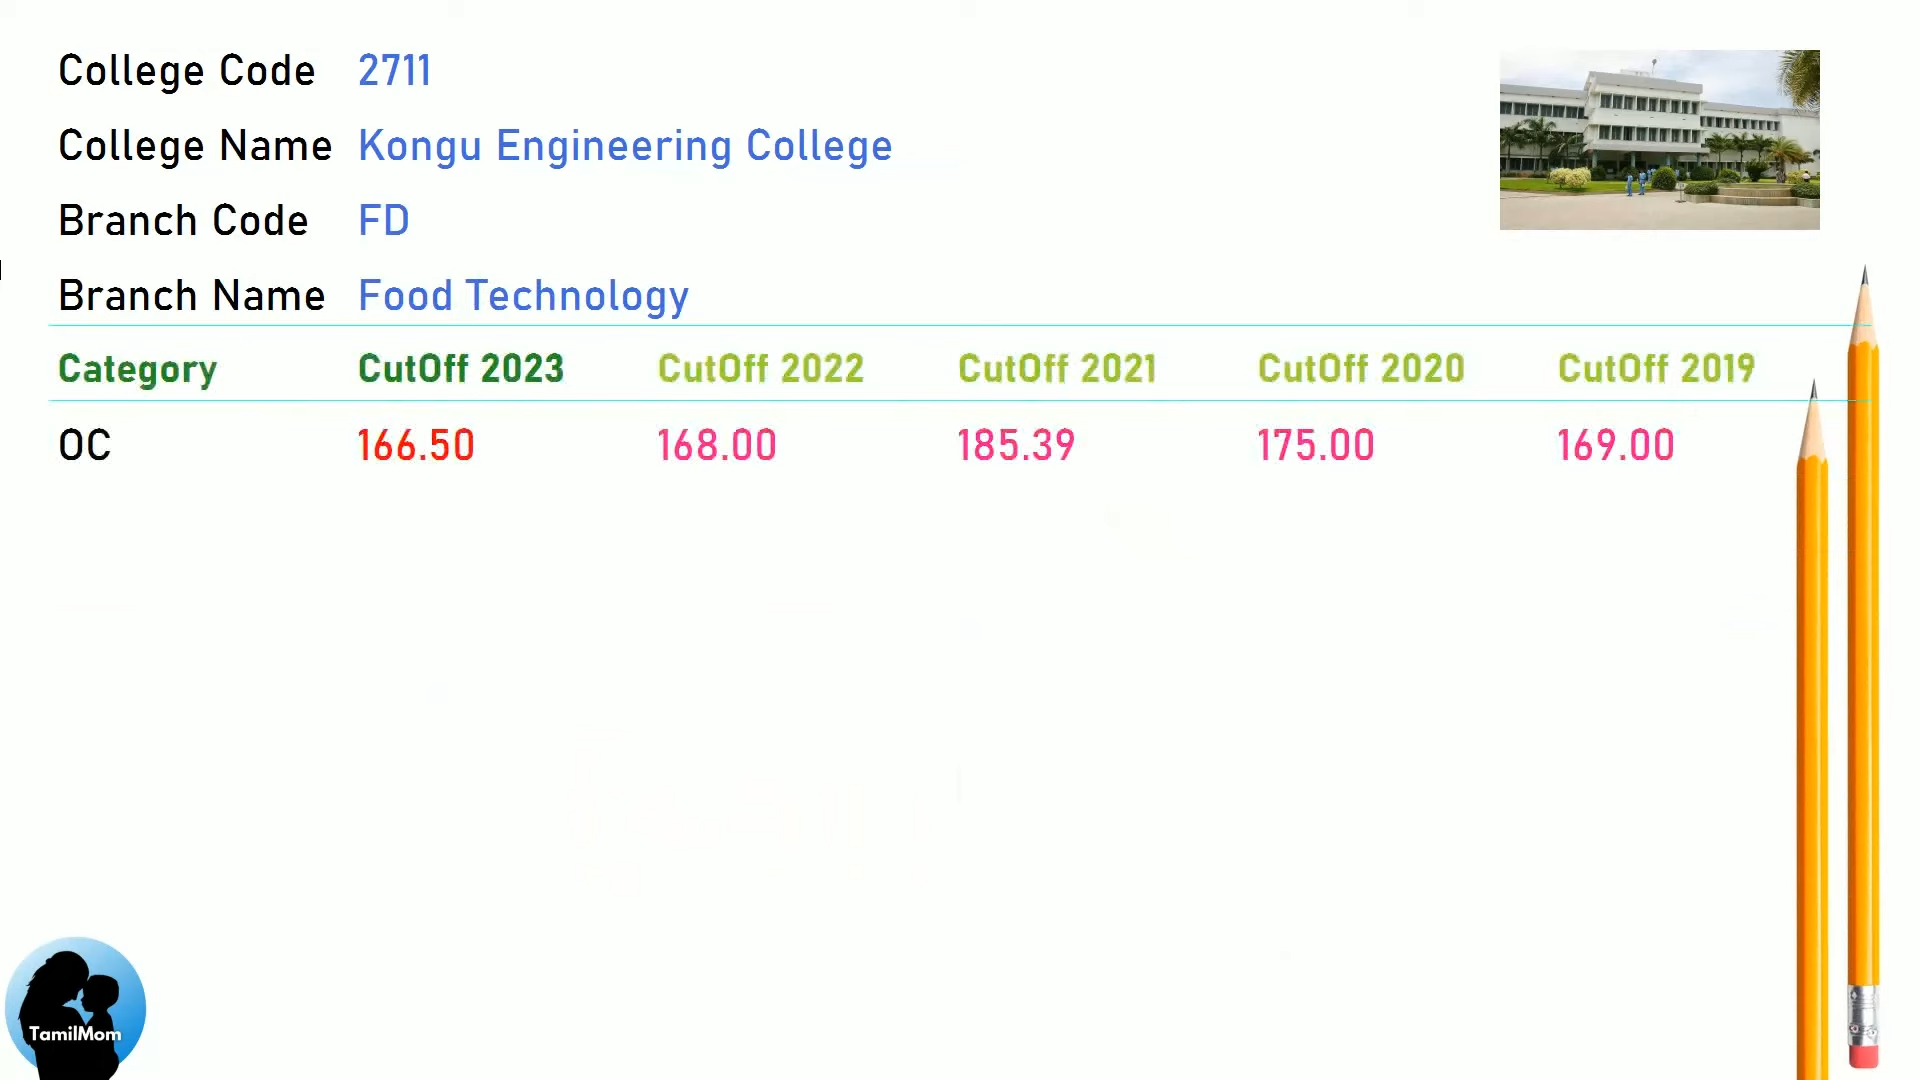 College Code 2711
College Name Kongu Engineering College
Branch Code FD
Branch Name Food Technology
Category CutOff 2023 CutOff 2022 CutOff 2021 CutOff 2020 CutOff 2019
OC 166.50 168.00 185.39 175.00 169.00
TamilMom